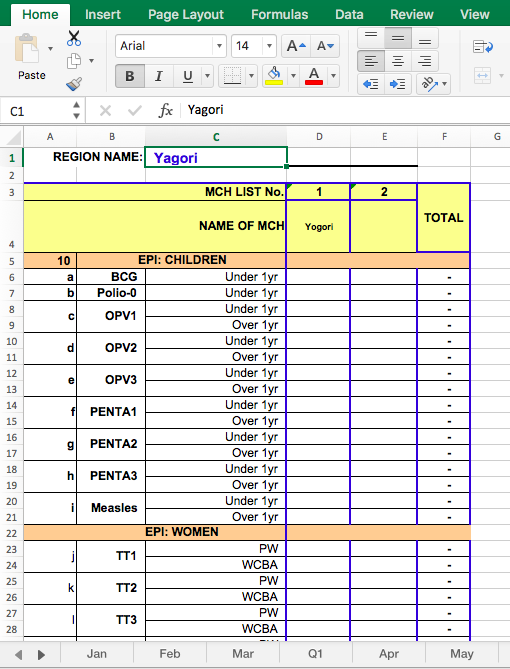 Home Insert Page Layout Formulas Data Review View
Paste Arial 14 A A
B I U A ab
C1 fx Yagori
A B C D E F G
1 REGION NAME: Yagori
2
3 MCH LIST No. 1 2
4 NAME OF MCH Yogori TOTAL
5 10 EPI: CHILDREN
6 a BCG Under 1yr -
7 b Polio-0 Under 1yr -
8 c OPV1 Under 1yr -
9 Over 1yr -
10 d OPV2 Under 1yr -
11 Over 1yr -
12 e OPV3 Under 1yr -
13 Over 1yr -
14 f PENTA1 Under 1yr -
15 Over 1yr -
16 g PENTA2 Under 1yr -
17 Over 1yr -
18 h PENTA3 Under 1yr -
19 Over 1yr -
20 i Measles Under 1yr -
21 Over 1yr -
22 EPI: WOMEN
23 j TT1 PW -
24 WCBA -
25 k TT2 PW -
26 WCBA -
27 l TT3 PW -
28 WCBA -
Jan Feb Mar Q1 Apr May